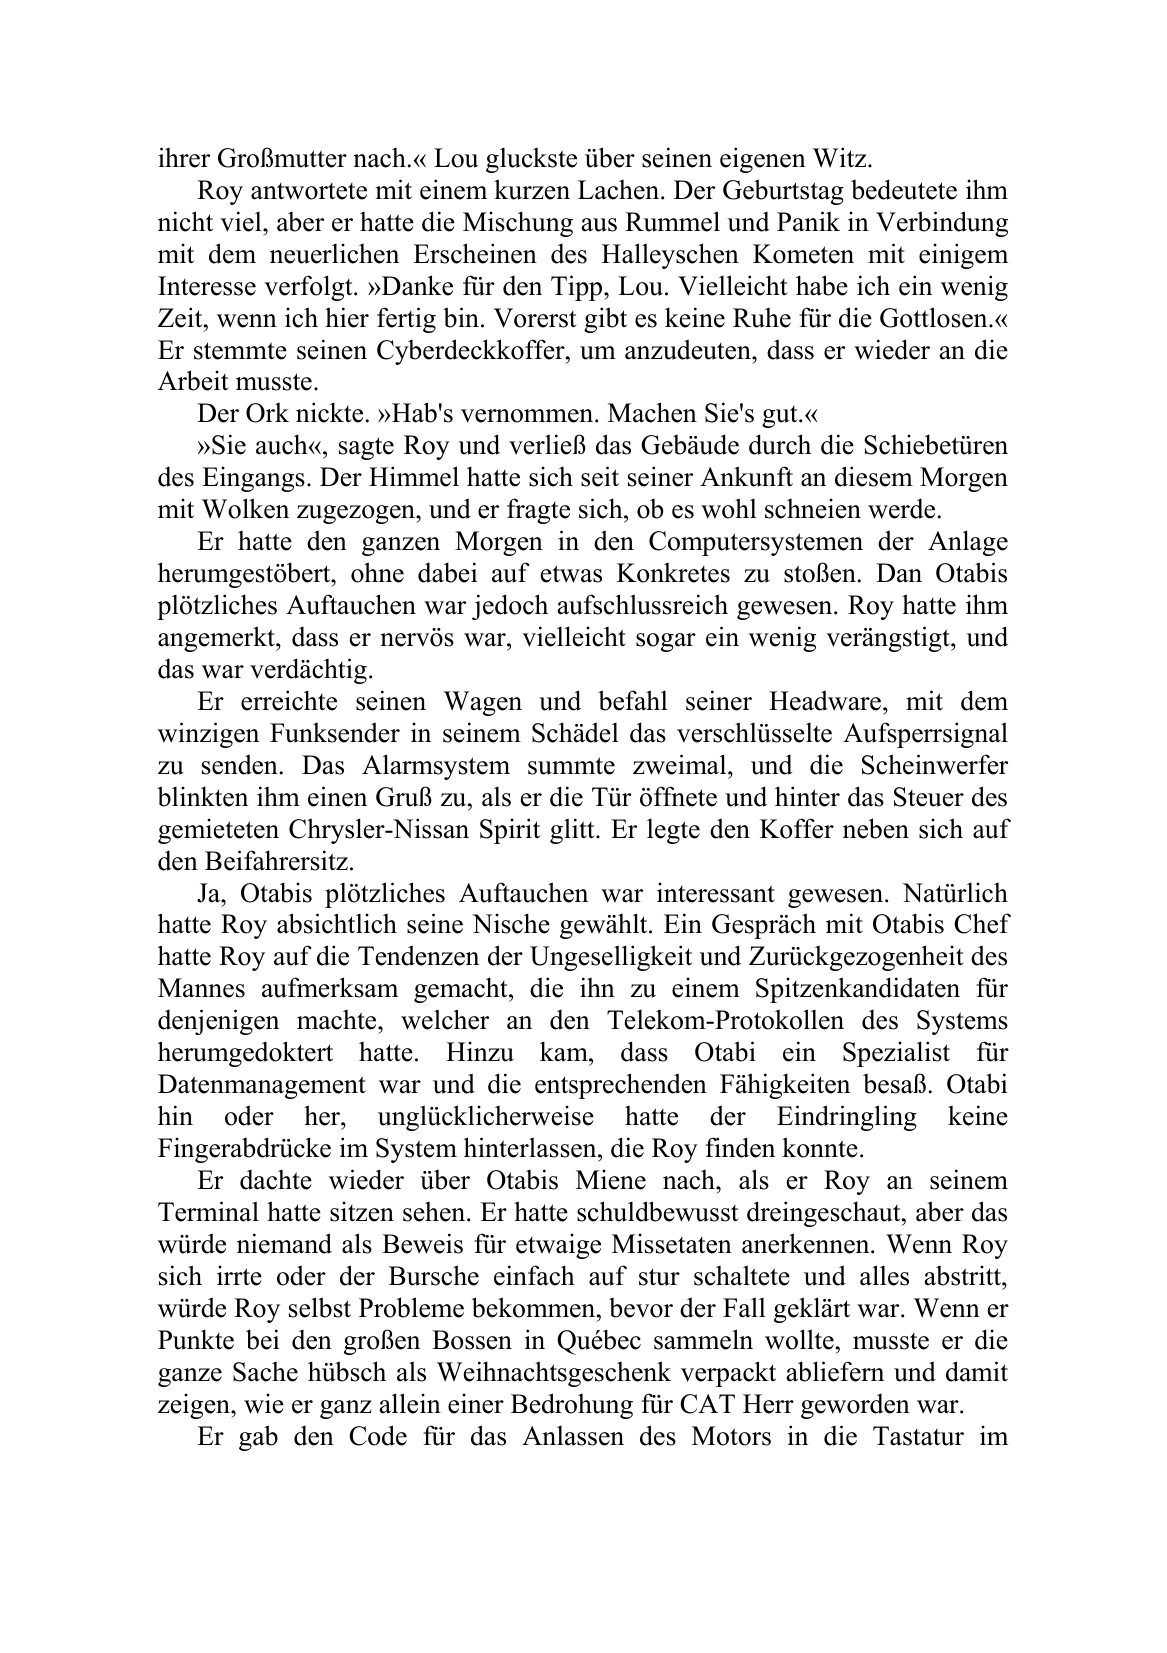 ihrer Großmutter nach.« Lou gluckste über seinen eigenen Witz.
Roy antwortete mit einem kurzen Lachen. Der Geburtstag bedeutete ihm
nicht viel, aber er hatte die Mischung aus Rummel und Panik in Verbindung
mit dem neuerlichen Erscheinen des Halleyschen Kometen mit einigem
Interesse verfolgt. »Danke für den Tipp, Lou. Vielleicht habe ich ein wenig
Zeit, wenn ich hier fertig bin. Vorerst gibt es keine Ruhe für die Gottlosen.«
Er stemmte seinen Cyberdeckkoffer, um anzudeuten, dass er wieder an die
Arbeit musste.
Der Ork nickte. »Hab's vernommen. Machen Sie's gut.«
»Sie auch«, sagte Roy und verließ das Gebäude durch die Schiebetüren
des Eingangs. Der Himmel hatte sich seit seiner Ankunft an diesem Morgen
mit Wolken zugezogen, und er fragte sich, ob es wohl schneien werde.
Er hatte den ganzen Morgen in den Computersystemen der Anlage
herumgestöbert, ohne dabei auf etwas Konkretes zu stoßen. Dan Otabis
plötzliches Auftauchen war jedoch aufschlussreich gewesen. Roy hatte ihm
angemerkt, dass er nervös war, vielleicht sogar ein wenig verängstigt, und
das war verdächtig.
Er erreichte seinen Wagen und befahl seiner Headware, mit dem
winzigen Funksender in seinem Schädel das verschlüsselte Aufsperrsignal
zu senden. Das Alarmsystem summte zweimal, und die Scheinwerfer
blinkten ihm einen Gruß zu, als er die Tür öffnete und hinter das Steuer des
gemieteten Chrysler-Nissan Spirit glitt. Er legte den Koffer neben sich auf
den Beifahrersitz.
Ja, Otabis plötzliches Auftauchen war interessant gewesen. Natürlich
hatte Roy absichtlich seine Nische gewählt. Ein Gespräch mit Otabis Chef
hatte Roy auf die Tendenzen der Ungeselligkeit und Zurückgezogenheit des
Mannes aufmerksam gemacht, die ihn zu einem Spitzenkandidaten für
denjenigen machte, welcher an den Telekom-Protokollen des Systems
herumgedoktert hatte. Hinzu kam, dass Otabi ein Spezialist für
Datenmanagement war und die entsprechenden Fähigkeiten besaß. Otabi
hin oder her, unglücklicherweise hatte der Eindringling keine
Fingerabdrücke im System hinterlassen, die Roy finden konnte.
Er dachte wieder über Otabis Miene nach, als er Roy an seinem
Terminal hatte sitzen sehen. Er hatte schuldbewusst dreingeschaut, aber das
würde niemand als Beweis für etwaige Missetaten anerkennen. Wenn Roy
sich irrte oder der Bursche einfach auf stur schaltete und alles abstritt,
würde Roy selbst Probleme bekommen, bevor der Fall geklärt war. Wenn er
Punkte bei den großen Bossen in Québec sammeln wollte, musste er die
ganze Sache hübsch als Weihnachtsgeschenk verpackt abliefern und damit
zeigen, wie er ganz allein einer Bedrohung für CAT Herr geworden war.
Er gab den Code für das Anlassen des Motors in die Tastatur im